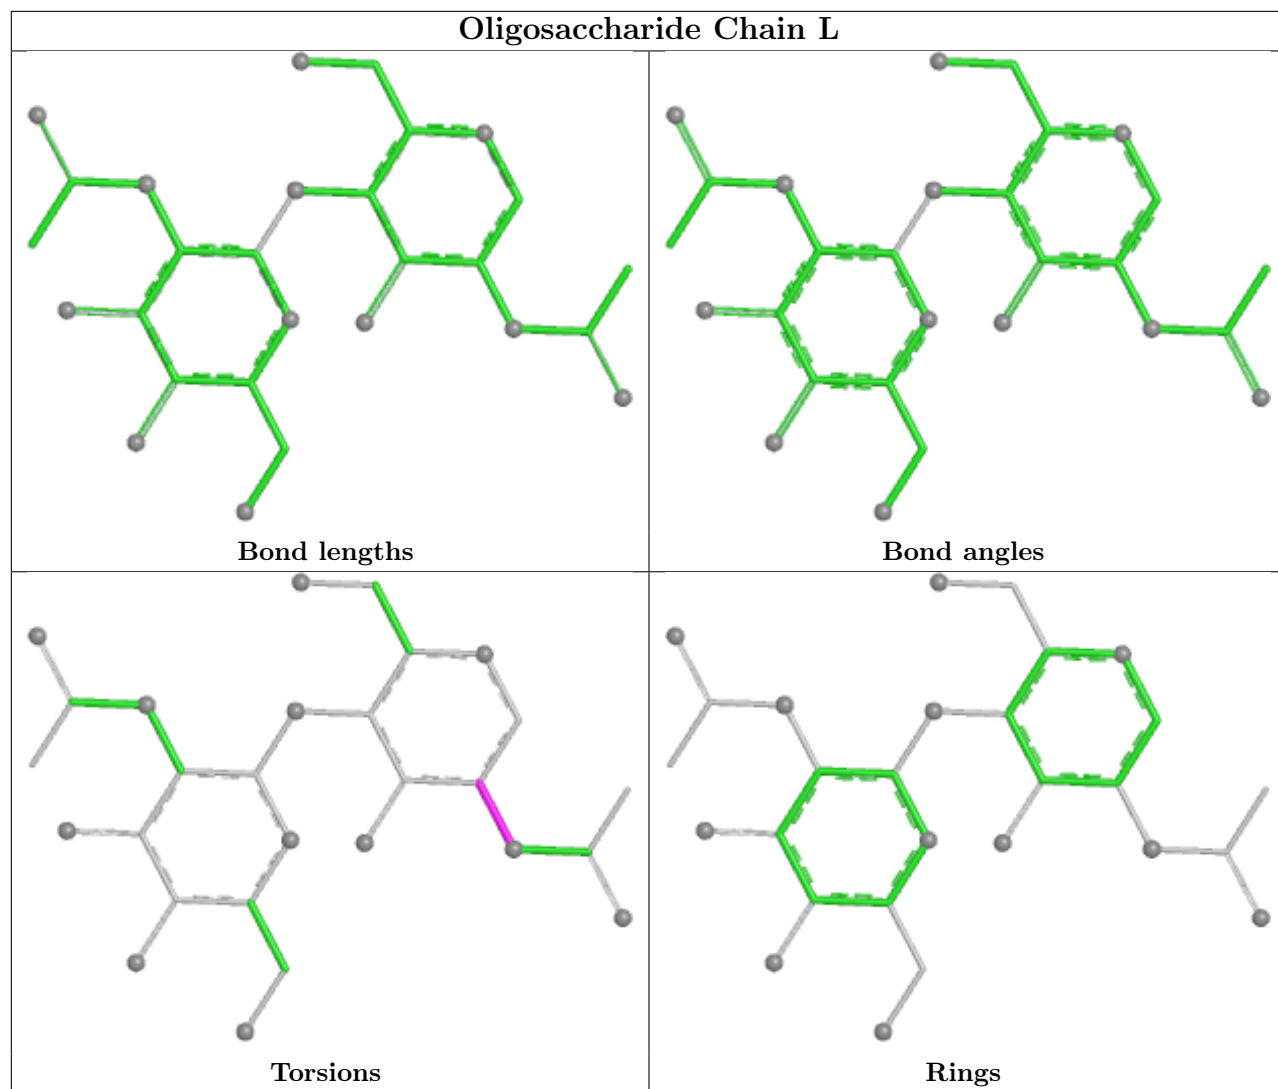 Oligosaccharide Chain L
Bond lengths
Bond angles
Torsions
Rings